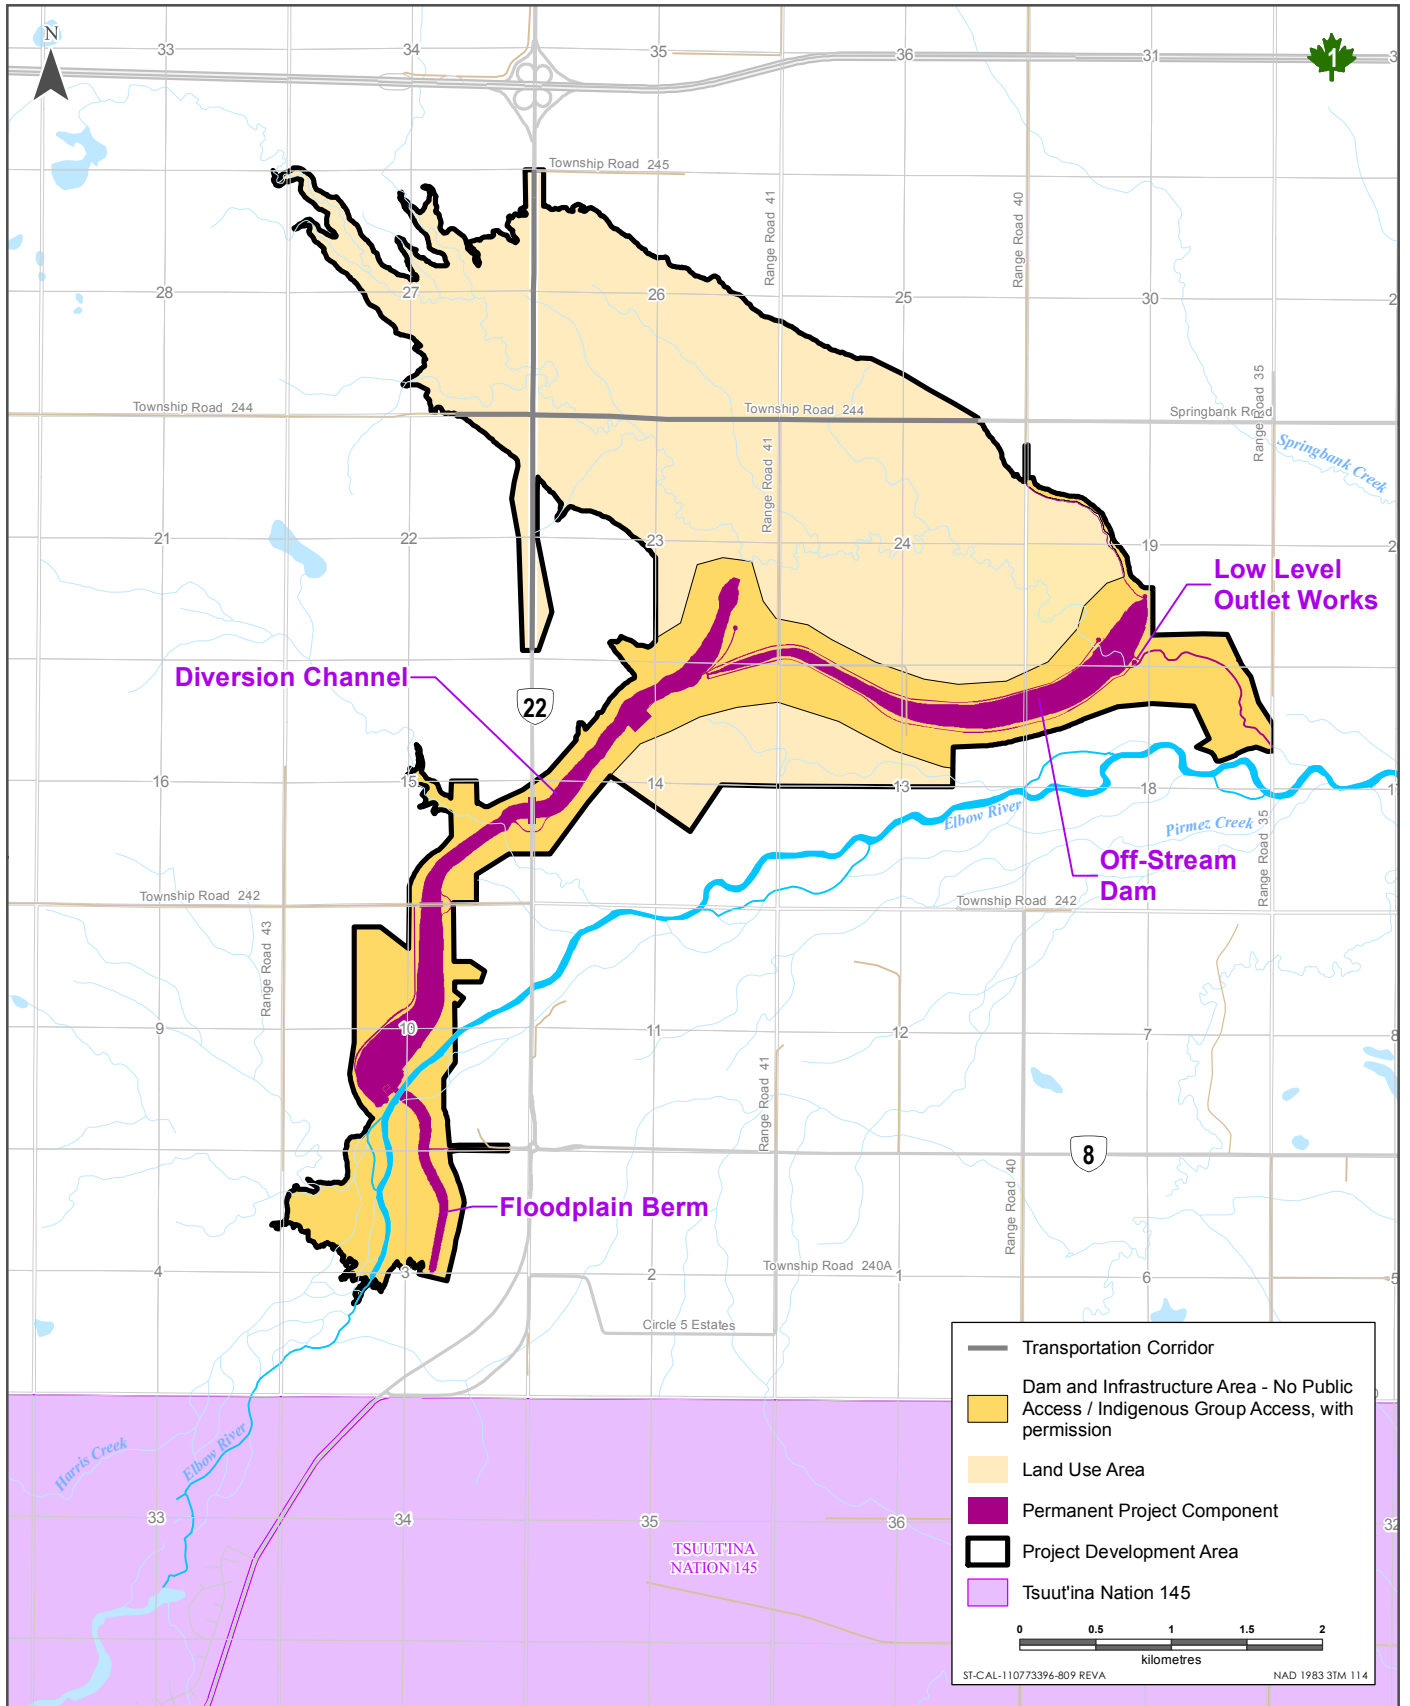 N
33
34
35
36
31
3
1
Township Road 245
Range Road 41
Range Road 40
28
27
26
25
30
2
Township Road 244
Township Road 244
Springbank Road
Range Road 35
Range Road 41
Springbank Creek
21
22
23
24
19
2
Low Level
Outlet Works
Diversion Channel
22
16
15
14
13
18
17
Elbow River
Pirmez Creek
Range Road 35
Off-Stream
Dam
Township Road 242
Township Road 242
Range Road 43
9
10
11
12
7
8
Range Road 41
8
Range Road 40
Floodplain Berm
4
3
2
Township Road 240A
1
6
5
Circle 5 Estates
Harris Creek
Elbow River
33
34
35
36
32
TSUUT'INA
NATION 145
Transportation Corridor
Dam and Infrastructure Area - No Public
Access / Indigenous Group Access, with
permission
Land Use Area
Permanent Project Component
Project Development Area
Tsuut'ina Nation 145
0 0.5 1 1.5 2
kilometres
ST-CAL-110773396-809 REVA
NAD 1983 3TM 114